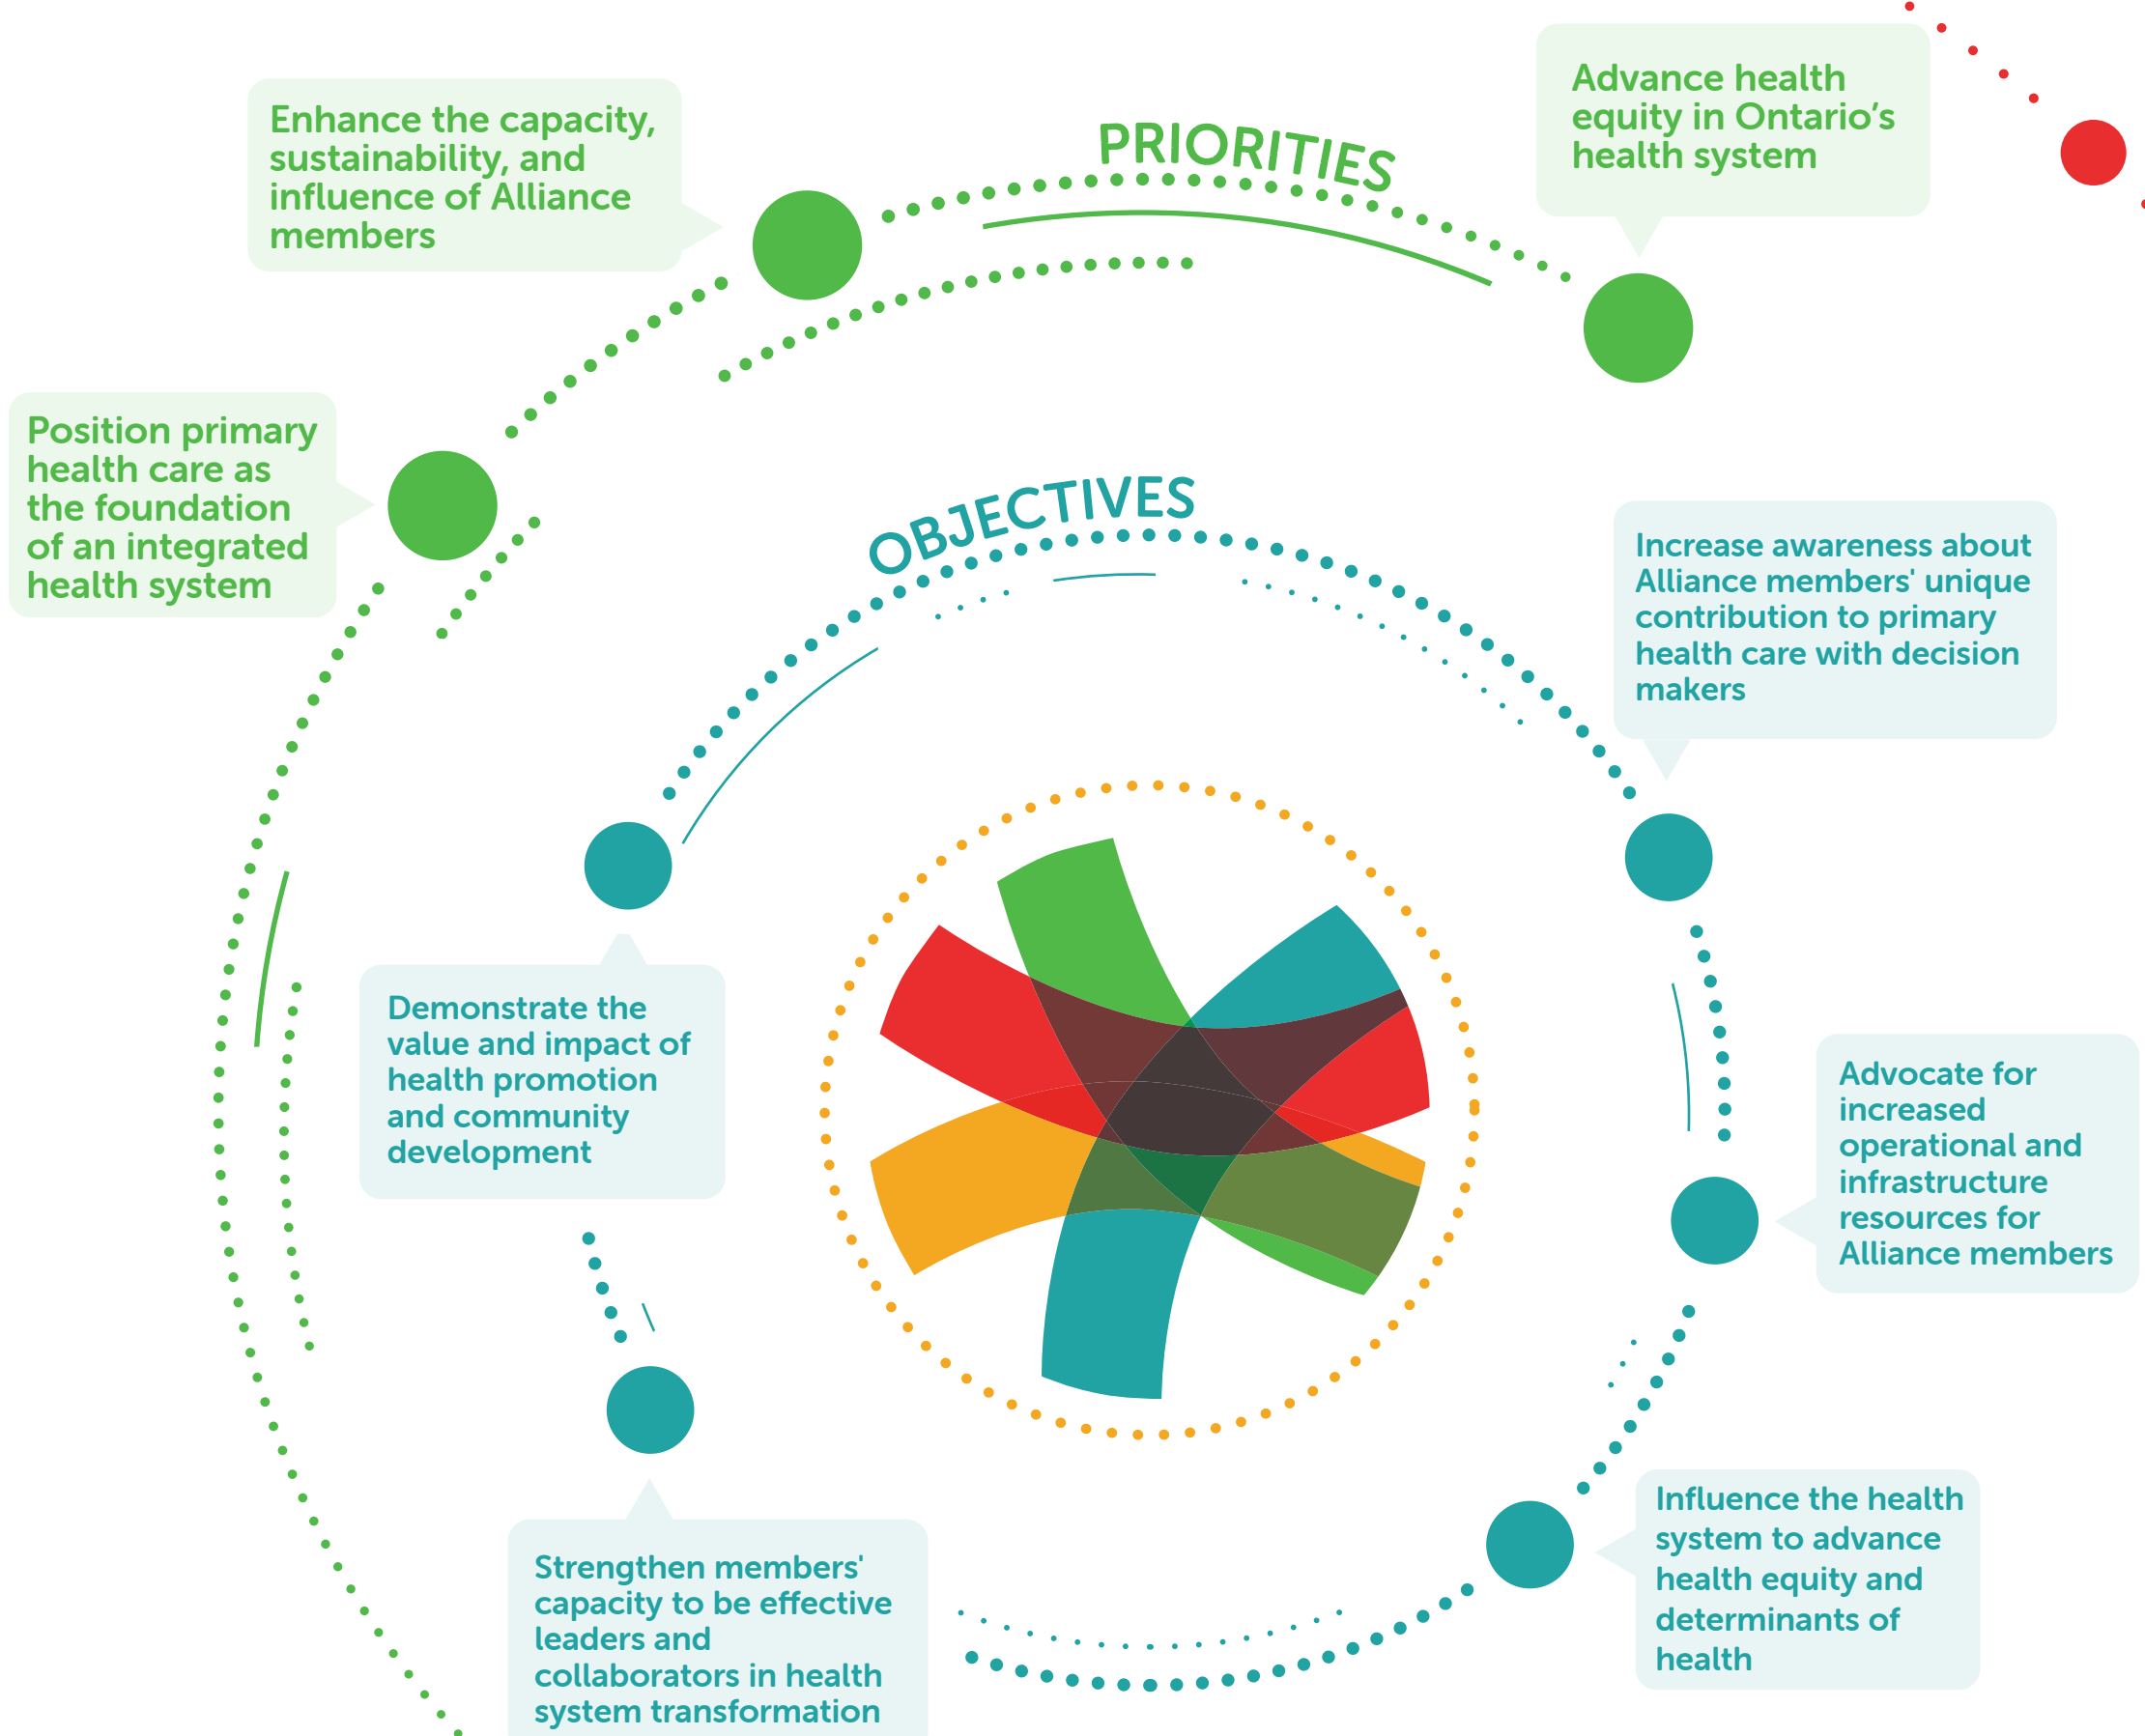 PRIORITIES
Enhance the capacity,
sustainability, and
influence of Alliance
members
Advance health
equity in Ontario’s
health system
Position primary
health care as
the foundation
of an integrated
health system
OBJECTIVES
Increase awareness about
Alliance members' unique
contribution to primary
health care with decision
makers
Demonstrate the
value and impact of
health promotion
and community
development
Advocate for
increased
operational and
infrastructure
resources for
Alliance members
Influence the health
system to advance
health equity and
determinants of
health
Strengthen members'
capacity to be effective
leaders and
collaborators in health
system transformation